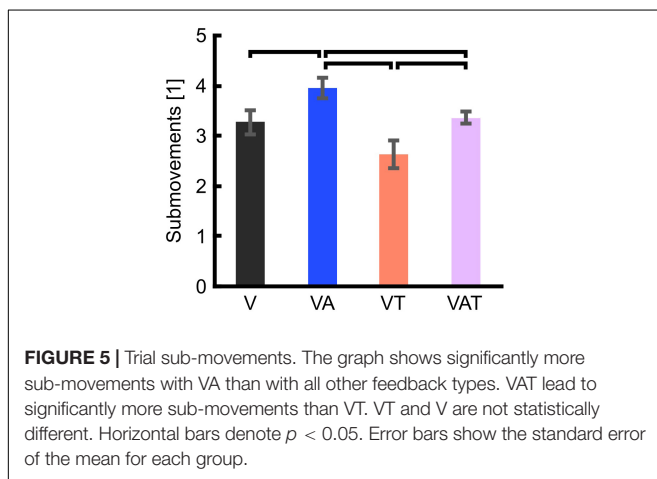 5
4
3
2
1
0
Submovements [1]
V VA VT VAT
FIGURE 5 | Trial sub-movements. The graph shows significantly more
sub-movements with VA than with all other feedback types. VAT lead to
significantly more sub-movements than VT. VT and V are not statistically
different. Horizontal bars denote p < 0.05. Error bars show the standard error
of the mean for each group.